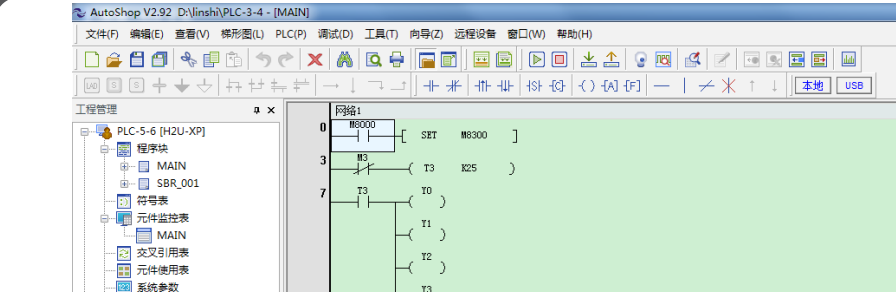 AutoShop V2.92 D:\linshi\PLC-3-4 - [MAIN]
文件(F) 编辑(E) 查看(V) 梯形图(L) PLC(P) 调试(D) 工具(T) 向导(Z) 远程设备 窗口(W) 帮助(H)
LAD S S 本地 USB
工程管理
PLC-5-6 [H2U-XP]
程序块
MAIN
SBR_001
符号表
元件监控表
MAIN
交叉引用表
元件使用表
系统参数
网络1
0 M8000 SET M8300
3 M3 T3 K25
7 T3 Y0
Y1
Y2
Y3